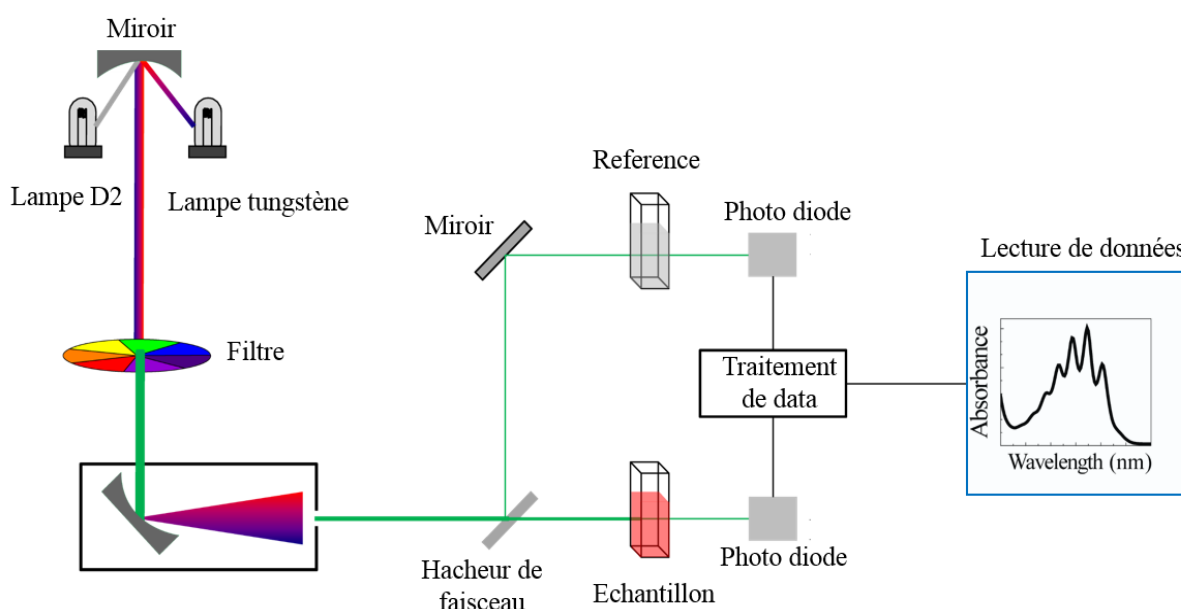 Miroir
Lampe D2
Lampe tungstène
Filtre
Miroir
Reférence
Photo diode
Lecture de données
Traitement
de data
Absorbance
Wavelength (nm)
Hacheur de
faisceau
Echantillon
Photo diode